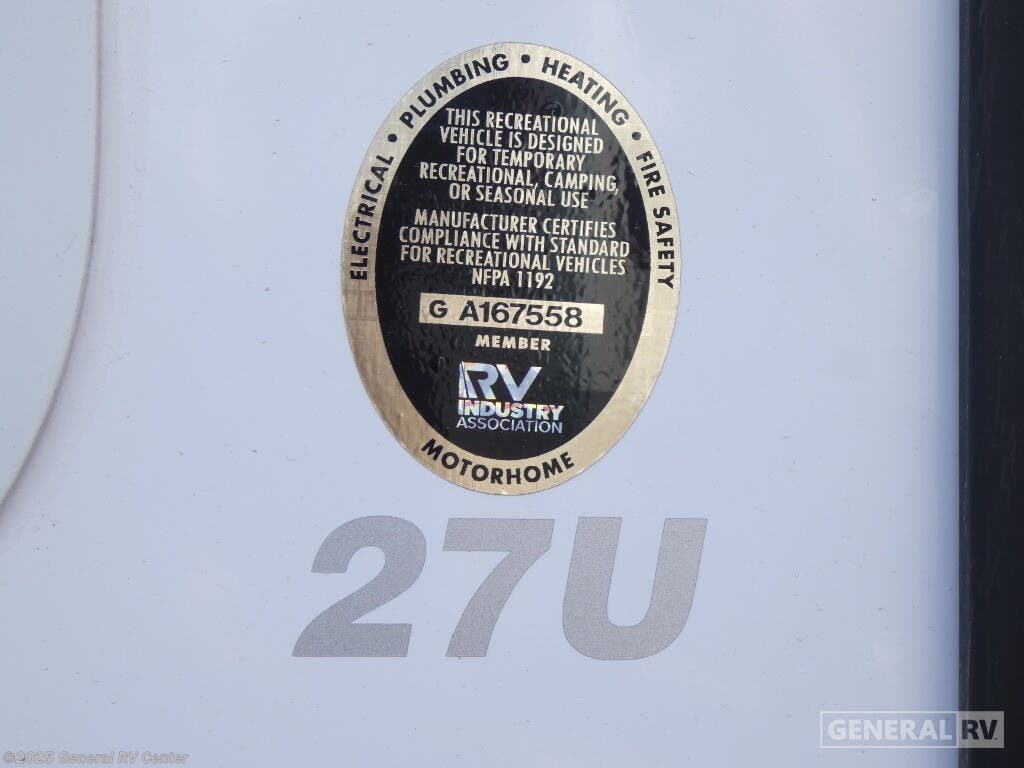 ELECTRICAL • PLUMBING • HEATING • FIRE SAFETY
THIS RECREATIONAL
VEHICLE IS DESIGNED
FOR TEMPORARY
RECREATIONAL, CAMPING,
OR SEASONAL USE
MANUFACTURER CERTIFIES
COMPLIANCE WITH STANDARD
FOR RECREATIONAL VEHICLES
NFPA 1192
G A167558
MEMBER
RV
INDUSTRY
ASSOCIATION
MOTORHOME
27U
GENERAL RV
©2025 General RV Center